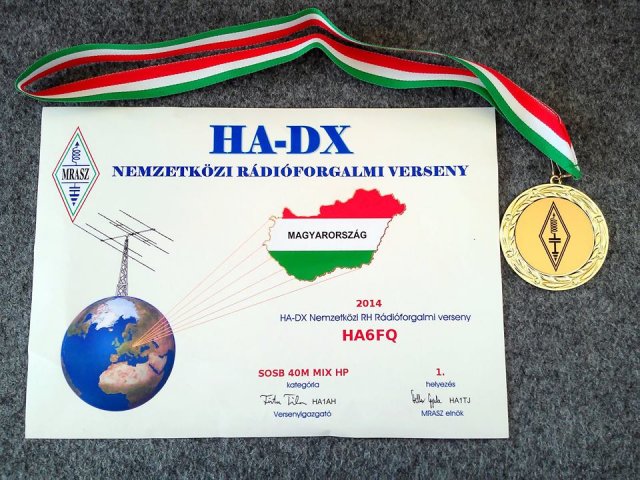 HA-DX
NEMZETKÖZI RÁDIÓFORGALMI VERSENY
MRASZ
MAGYARORSZÁG
2014
HA-DX Nemzetközi RH Rádióforgalmi verseny
HA6FQ
SOSB 40M MIX HP 1.
kategória helyezés
HA1AH HA1TJ
Versenyigazgató MRASZ elnök